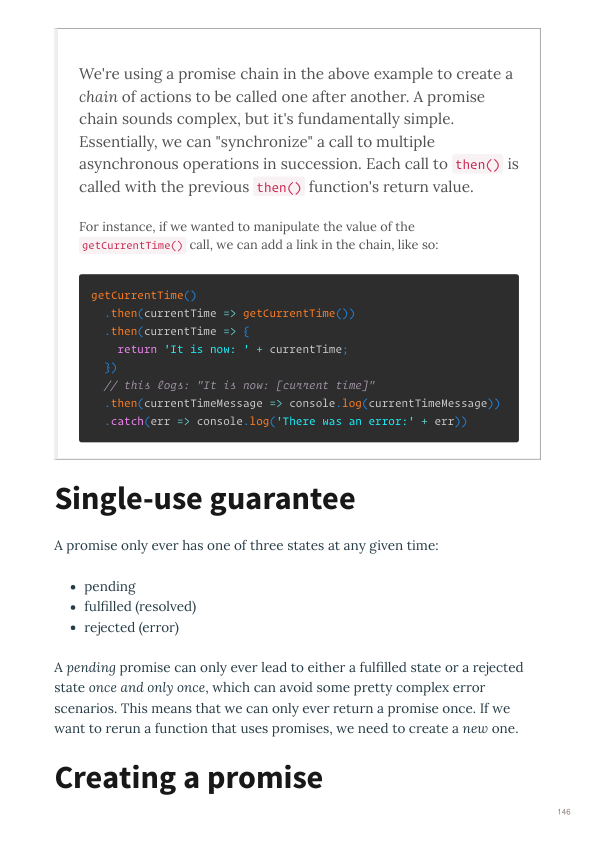 We're using a promise chain in the above example to create a
chain of actions to be called one after another. A promise
chain sounds complex, but it's fundamentally simple.
Essentially, we can "synchronize" a call to multiple
asynchronous operations in succession. Each call to then() is
called with the previous then() function's return value.
For instance, if we wanted to manipulate the value of the
getCurrentTime() call, we can add a link in the chain, like so:
getCurrentTime()
  .then(currentTime => getCurrentTime())
  .then(currentTime => {
    return 'It is now: ' + currentTime;
  })
  // this logs: "It is now: [current time]"
  .then(currentTimeMessage => console.log(currentTimeMessage))
  .catch(err => console.log('There was an error:' + err))
Single-use guarantee
A promise only ever has one of three states at any given time:
• pending
• fulfilled (resolved)
• rejected (error)
A pending promise can only ever lead to either a fulfilled state or a rejected
state once and only once, which can avoid some pretty complex error
scenarios. This means that we can only ever return a promise once. If we
want to rerun a function that uses promises, we need to create a new one.
Creating a promise
146